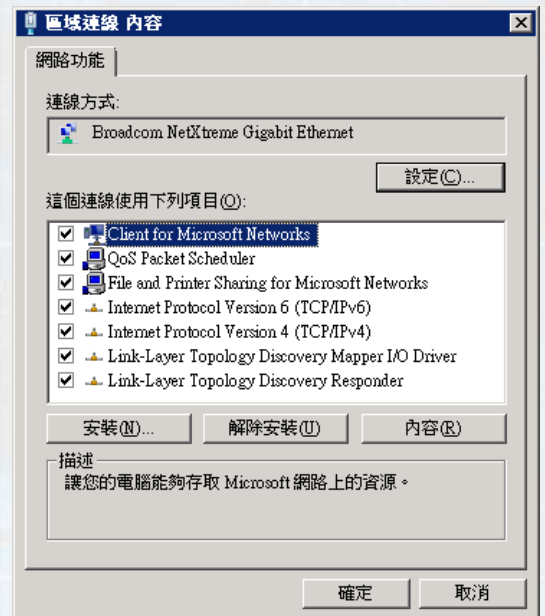 區域連線 內容
網路功能
連線方式:
Broadcom NetXtreme Gigabit Ethernet
設定(C)...
這個連線使用下列項目(O):
Client for Microsoft Networks
QoS Packet Scheduler
File and Printer Sharing for Microsoft Networks
Internet Protocol Version 6 (TCP/IPv6)
Internet Protocol Version 4 (TCP/IPv4)
Link-Layer Topology Discovery Mapper I/O Driver
Link-Layer Topology Discovery Responder
安裝(N)...
解除安裝(U)
內容(R)
描述
讓您的電腦能夠存取 Microsoft 網路上的資源。
確定
取消